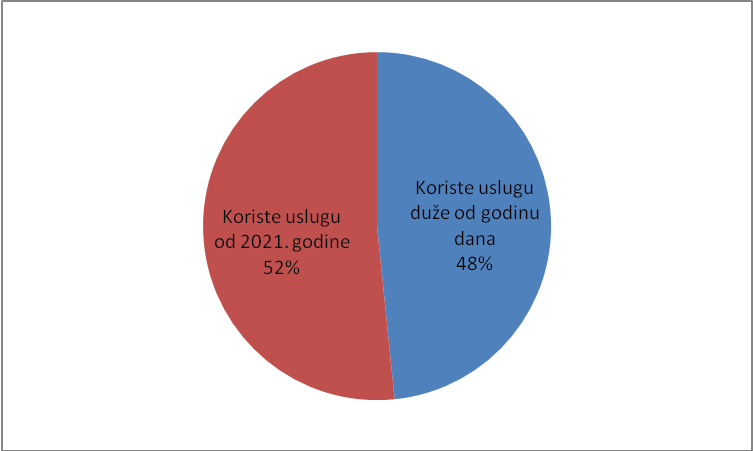 Koriste uslugu
duže od godinu
dana
48%
Koriste uslugu
od 2021. godine
52%